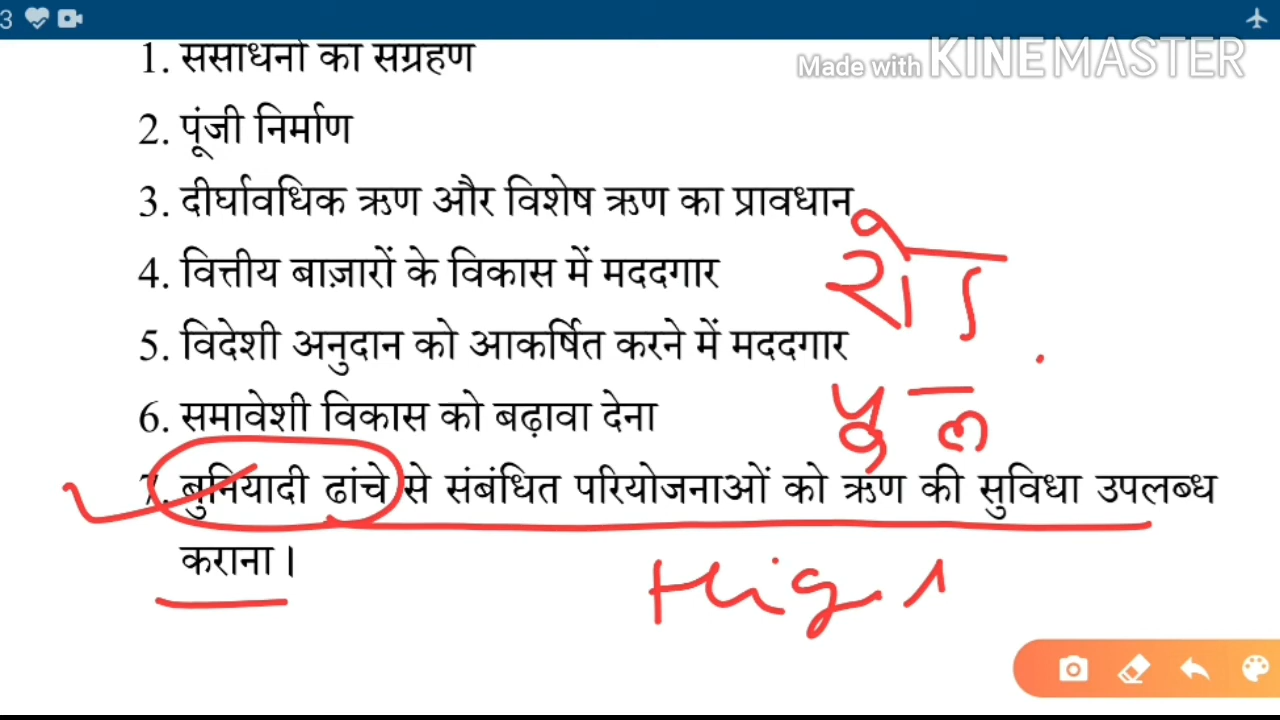 3
Made with KINEMASTER
1. संसाधनों का संग्रहण
2. पूंजी निर्माण
3. दीर्घावधिक ऋण और विशेष ऋण का प्रावधान
4. वित्तीय बाज़ारों के विकास में मददगार
5. विदेशी अनुदान को आकर्षित करने में मददगार
6. समावेशी विकास को बढ़ावा देना
पुल
7. बुनियादी ढांचे से संबंधित परियोजनाओं को ऋण की सुविधा उपलब्ध
कराना।